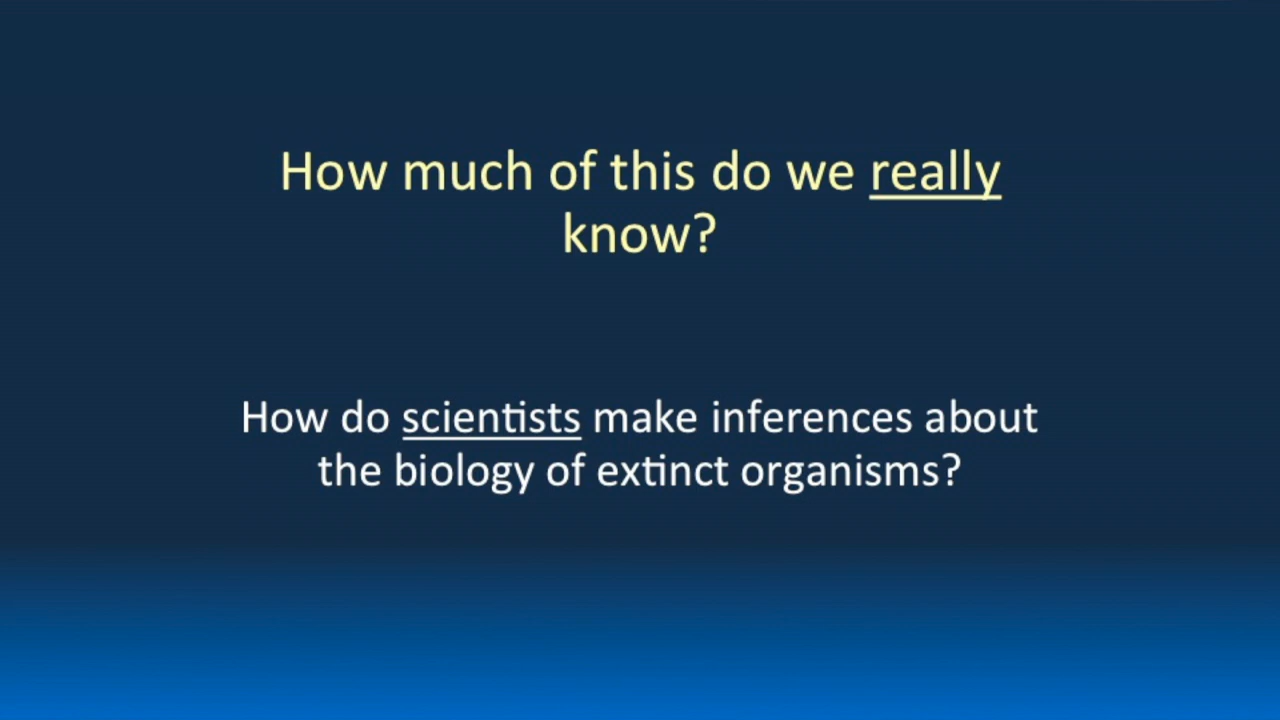 How much of this do we really
know?
How do scientists make inferences about
the biology of extinct organisms?